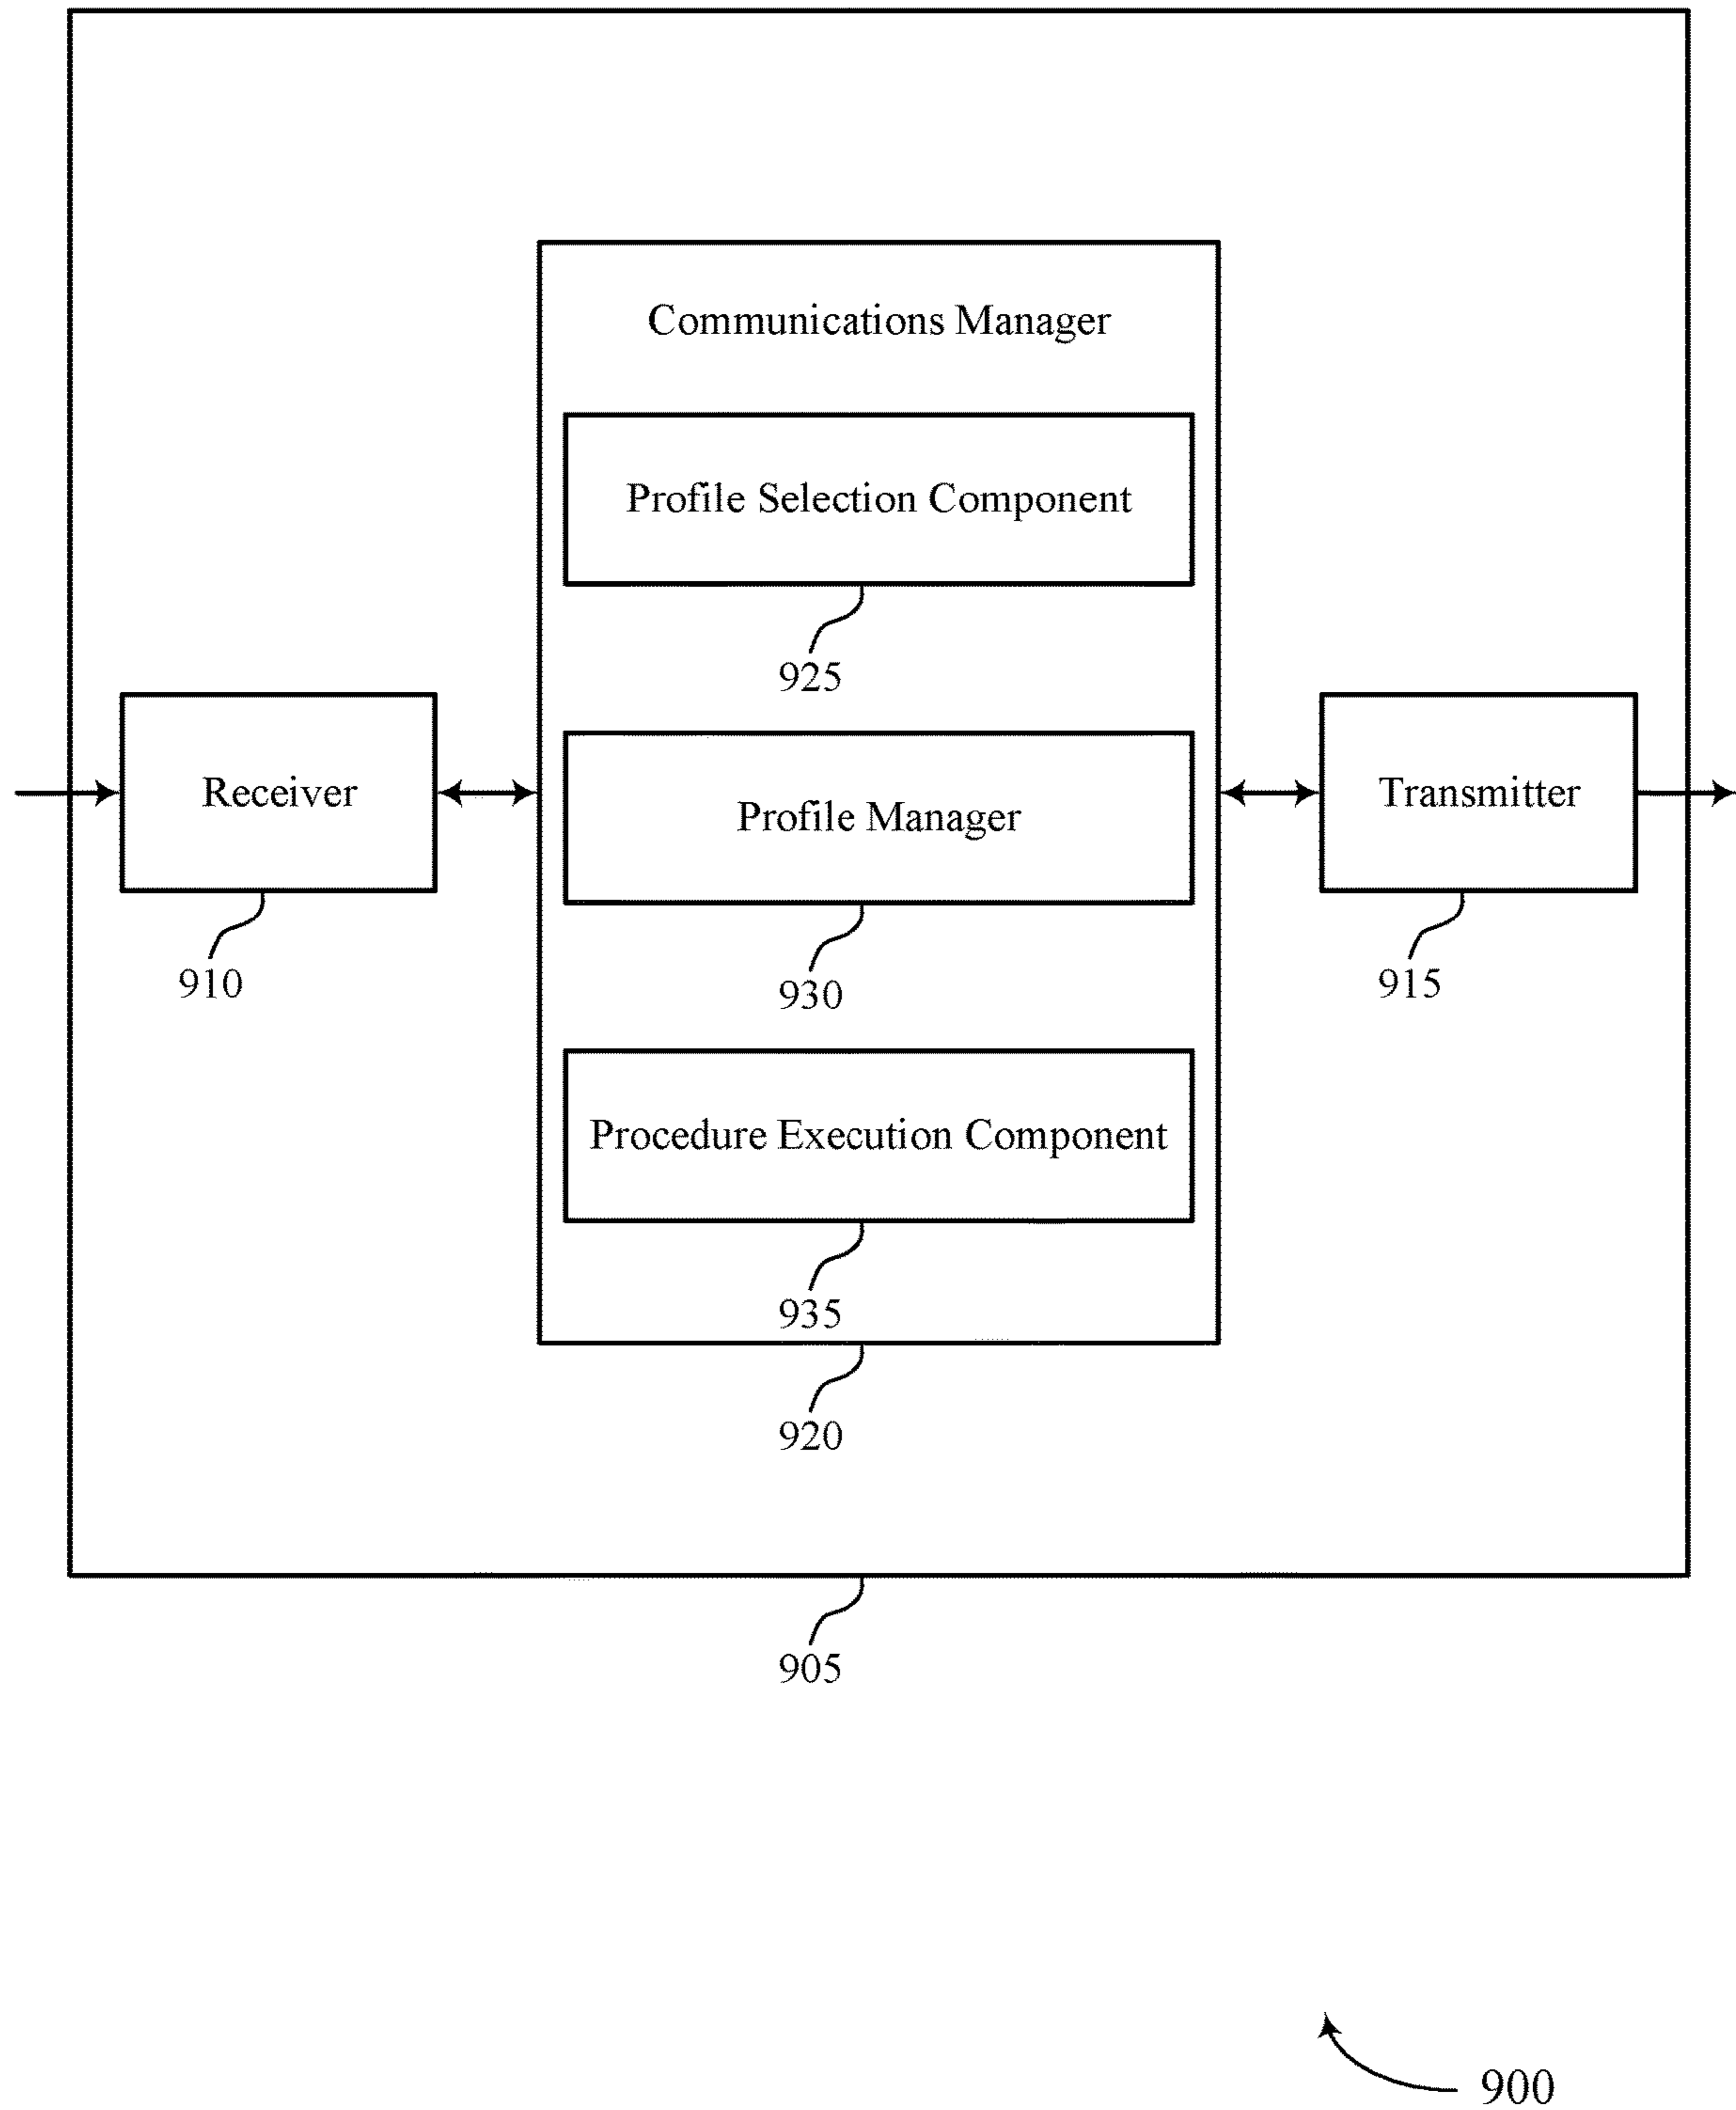 Communications Manager
Profile Selection Component
925
Receiver
Profile Manager
Transmitter
910
930
915
Procedure Execution Component
935
920
905
900